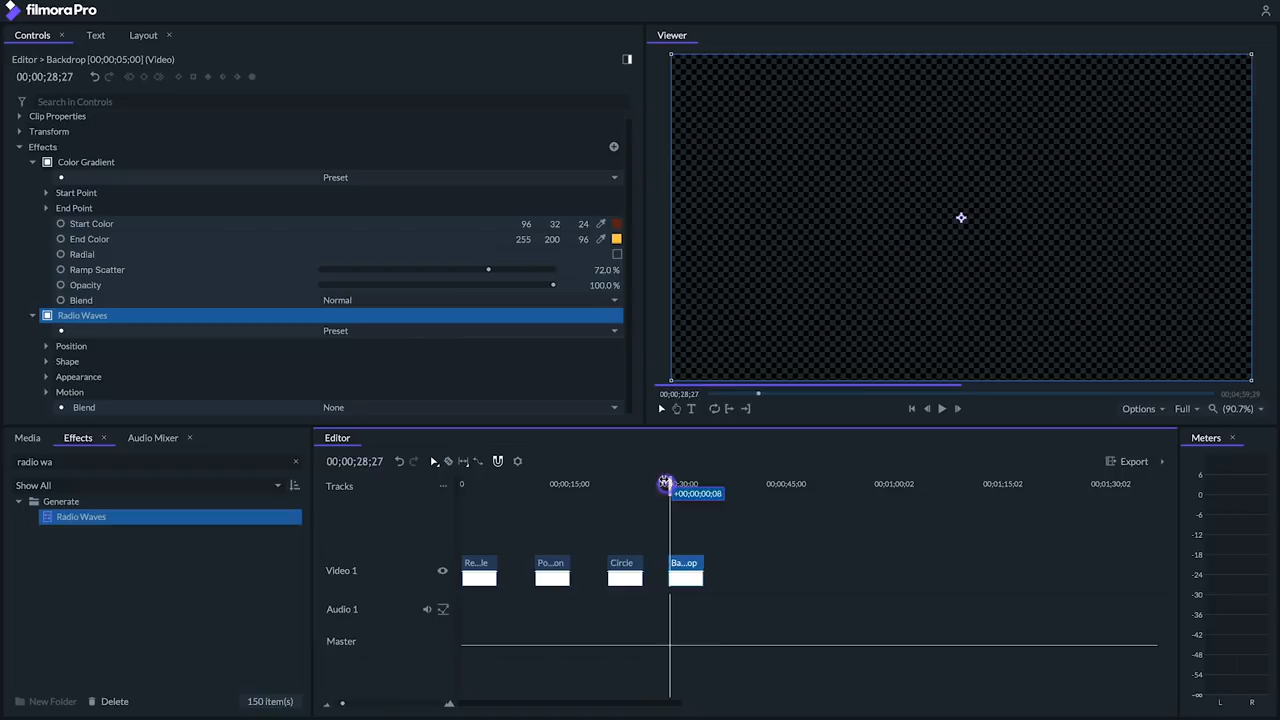 filmoraPro
Controls × Text Layout ×
Editor > Backdrop [00;00;05;00] (Video)
00;00;28;27
Search in Controls
Clip Properties
Transform
Effects
Color Gradient
Preset
Start Point
End Point
Start Color 96 32 24
End Color 255 200 96
Radial
Ramp Scatter 72.0 %
Opacity 100.0 %
Blend Normal
Radio Waves
Preset
Position
Shape
Appearance
Motion
Blend None
Viewer
00;00;28;27 00;04;59;29
Options Full (90.7%)
Media Effects × Audio Mixer ×
radio wa ×
Show All
Generate
Radio Waves
New Folder Delete 150 item(s)
Editor
00;00;28;27 Export
Tracks ... 0 00;00;15;00 00;00;45;00 00;01;00;02 00;01;15;02 00;01;30;02
+00;00;00;08
Re...le Po...on Circle Ba...op
Video 1
Audio 1
Master
Meters ×
6
0
-6
-12
-18
-24
-30
-36
-42
-48
-54
-∞
L R